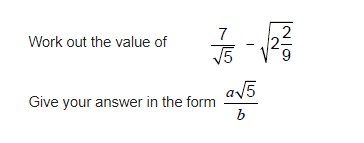 Work out the value of 7/√5 - √2 2/9
Give your answer in the form a√5/b